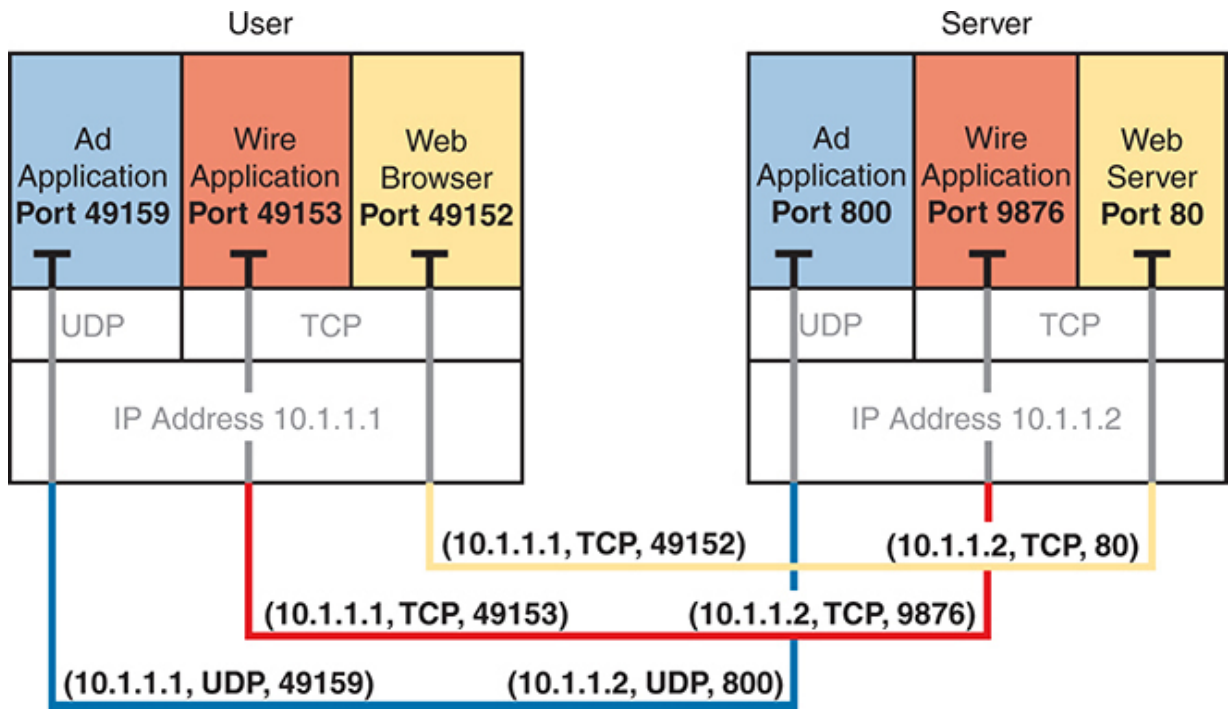 User
Server
Ad
Application
Port 49159
Wire
Application
Port 49153
Web
Browser
Port 49152
Ad
Application
Port 800
Wire
Application
Port 9876
Web
Server
Port 80
UDP
TCP
UDP
TCP
IP Address 10.1.1.1
IP Address 10.1.1.2
(10.1.1.1, TCP, 49152)
(10.1.1.2, TCP, 80)
(10.1.1.1, TCP, 49153)
(10.1.1.2, TCP, 9876)
(10.1.1.1, UDP, 49159)
(10.1.1.2, UDP, 800)